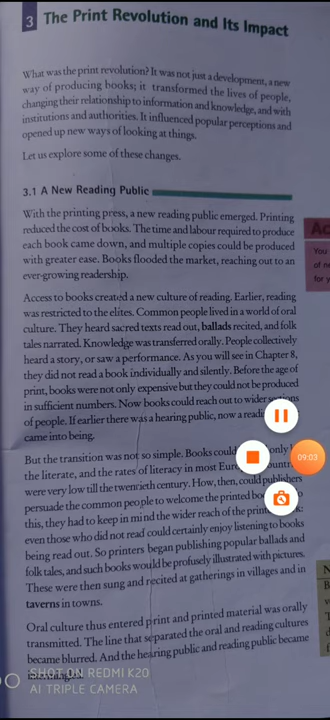 3 The Print Revolution and Its Impact
What was the print revolution? It was not just a development, a new
way of producing books; it transformed the lives of people,
changing their relationship to information and knowledge, and with
institutions and authorities. It influenced popular perceptions and
opened up new ways of looking at things.
Let us explore some of these changes.
3.1 A New Reading Public
With the printing press, a new reading public emerged. Printing
reduced the cost of books. The time and labour required to produce
each book came down, and multiple copies could be produced
with greater ease. Books flooded the market, reaching out to an
ever-growing readership.
Access to books created a new culture of reading. Earlier, reading
was restricted to the elites. Common people lived in a world of oral
culture. They heard sacred texts read out, ballads recited, and folk
tales narrated. Knowledge was transferred orally. People collectively
heard a story, or saw a performance. As you will see in Chapter 8,
they did not read a book individually and silently. Before the age of
print, books were not only expensive but they could not be produced
in sufficient numbers. Now books could reach out to wider
of people. If earlier there was a hearing public, now a
came into being.
But the transition was not so simple. Books could only
the literate, and the rates of literacy in most
were very low till the twentieth century. How, then, could publishers
persuade the common people to welcome the printed
this, they had to keep in mind the wider reach of the
even those who did not read could certainly enjoy listening to books
being read out. So printers began publishing popular ballads and
folk tales, and such books would be profusely illustrated with pictures.
These were then sung and recited at gatherings in villages and in
taverns in towns.
Oral culture thus entered print and printed material was orally
transmitted. The line that separated the oral and reading cultures
became blurred. And the hearing public and reading public became
Ac
You
of
for y
09:03
SHOT ON REDMI K20
AI TRIPLE CAMERA